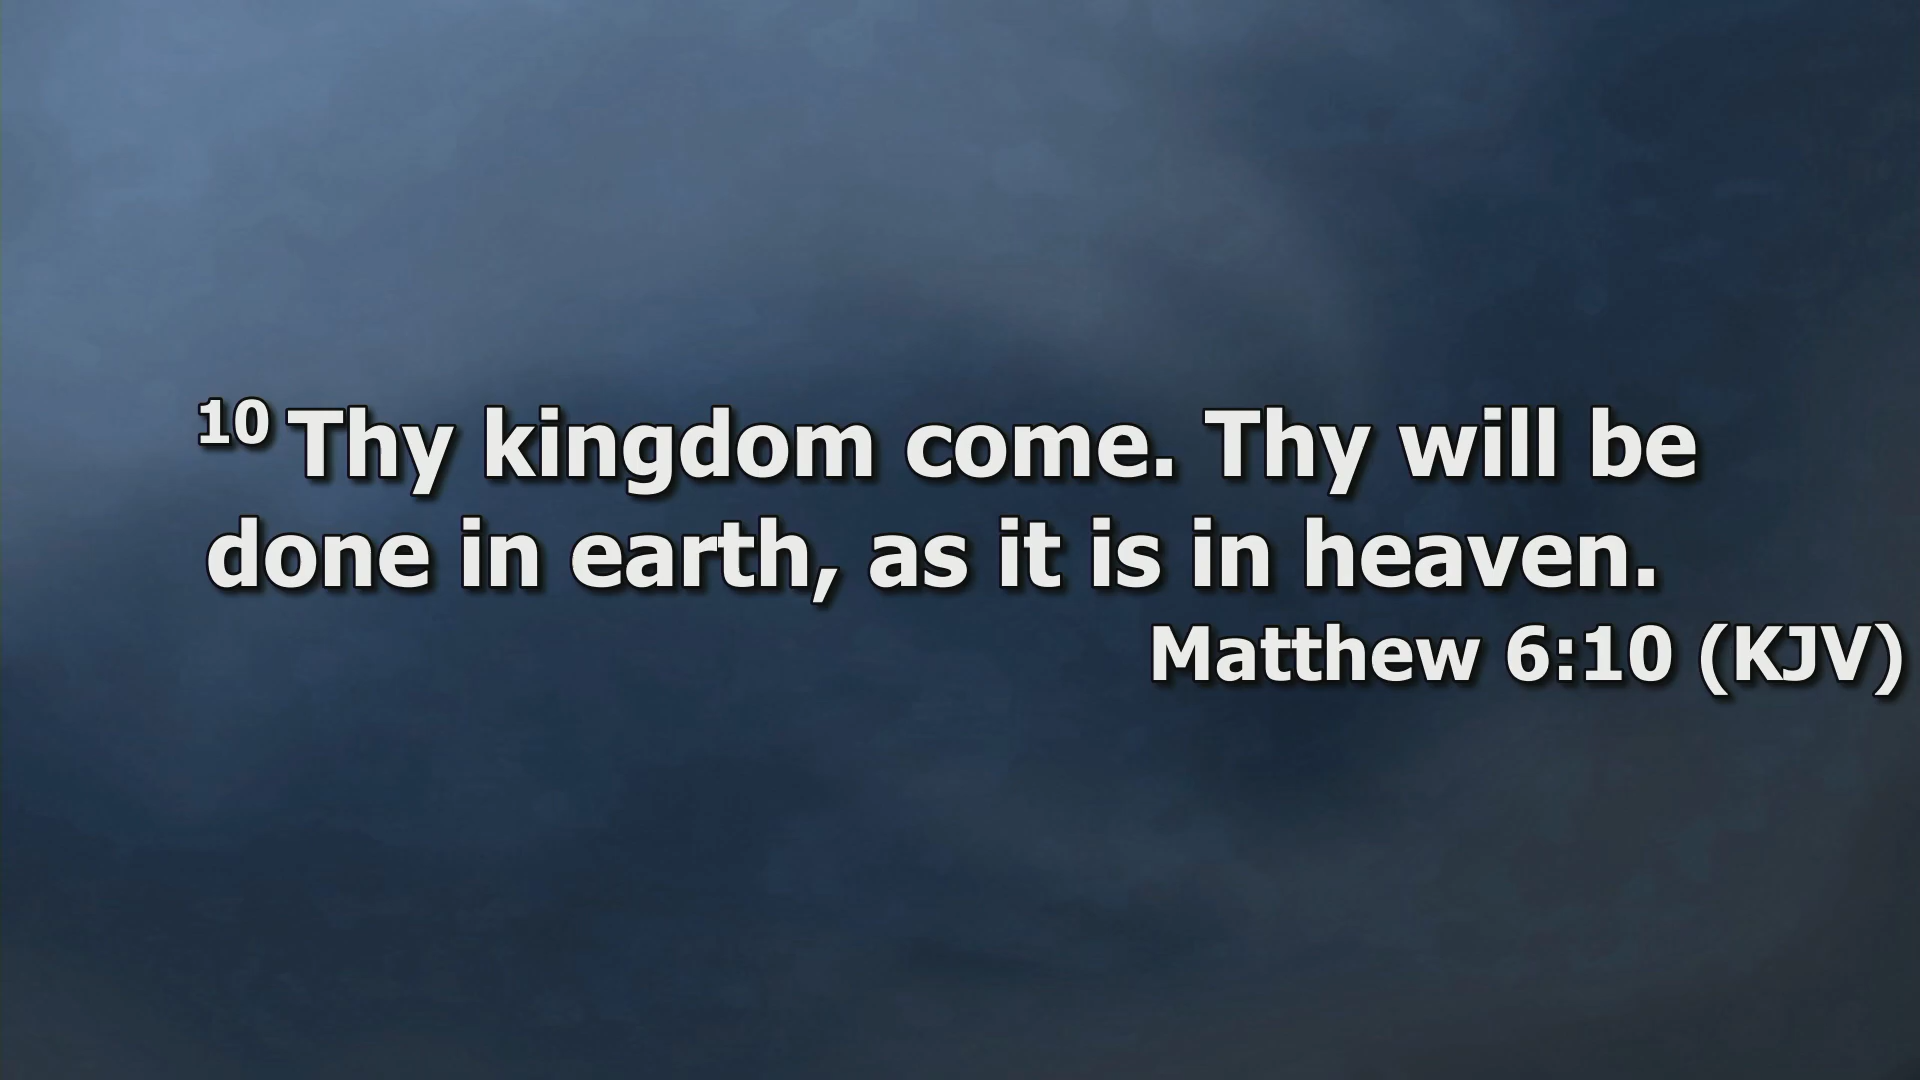 10 Thy kingdom come. Thy will be
done in earth, as it is in heaven.
Matthew 6:10 (KJV)